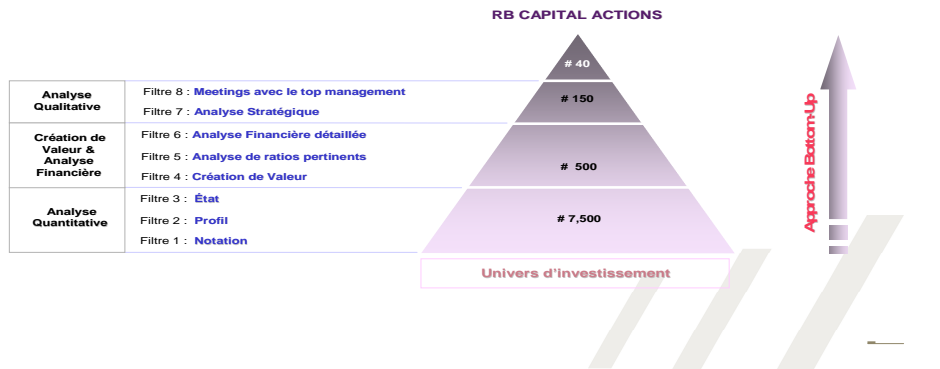 RB CAPITAL ACTIONS
# 40
Analyse
Qualitative
Filtre 8 : Meetings avec le top management
Filtre 7 : Analyse Stratégique
# 150
Création de
Valeur &
Analyse
Financière
Filtre 6 : Analyse Financière détaillée
Filtre 5 : Analyse de ratios pertinents
Filtre 4 : Création de Valeur
# 500
Analyse
Quantitative
Filtre 3 : État
Filtre 2 : Profil
Filtre 1 : Notation
# 7,500
Univers d'investissement
Approche Bottom-Up